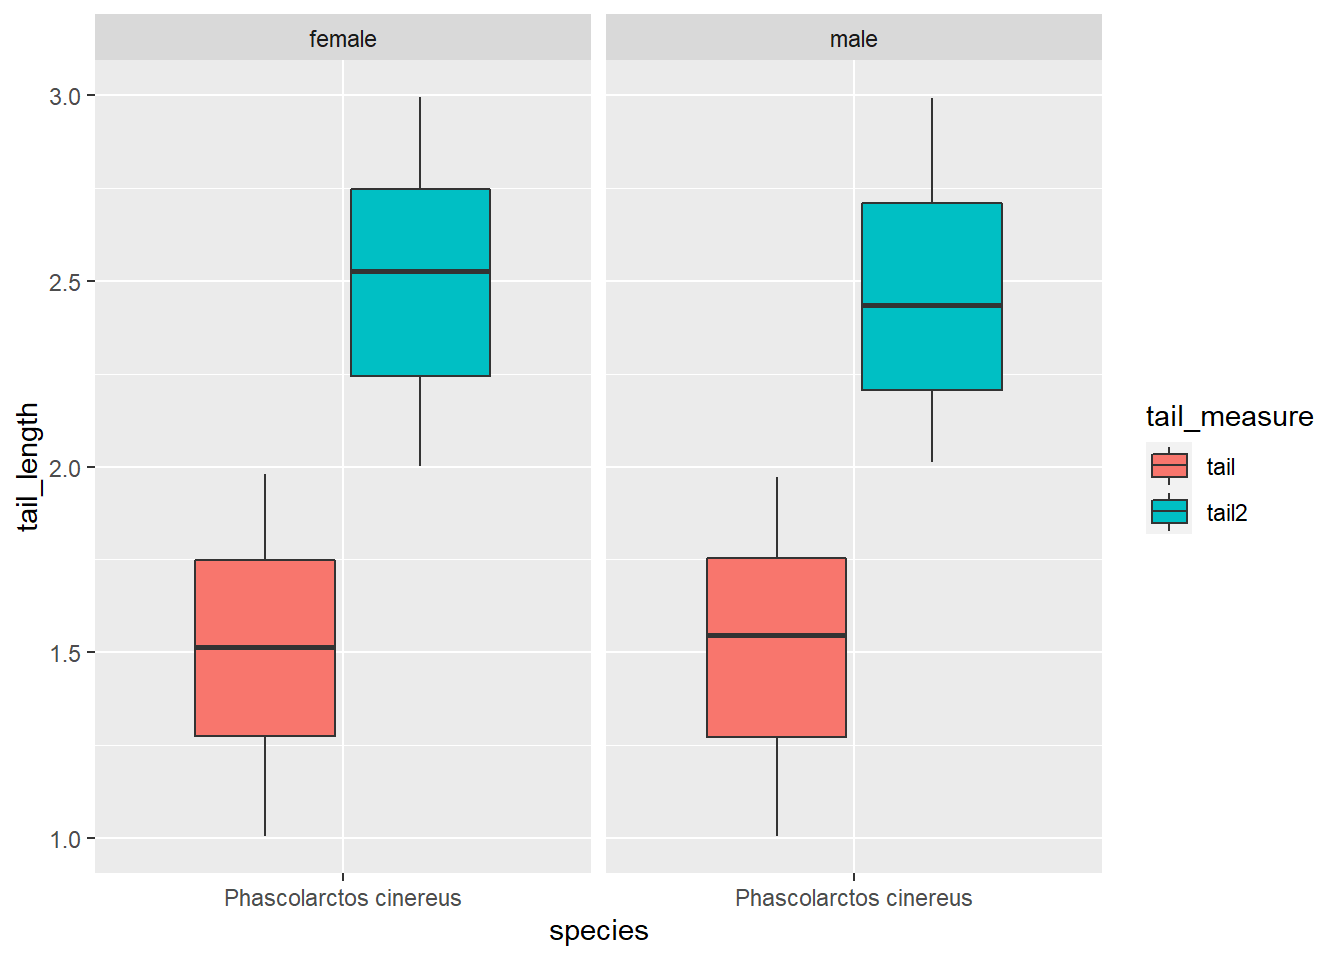 female
male
3.0
2.5
2.0
1.5
1.0
tail_length
Phascolarctos cinereus
Phascolarctos cinereus
species
tail_measure
tail
tail2